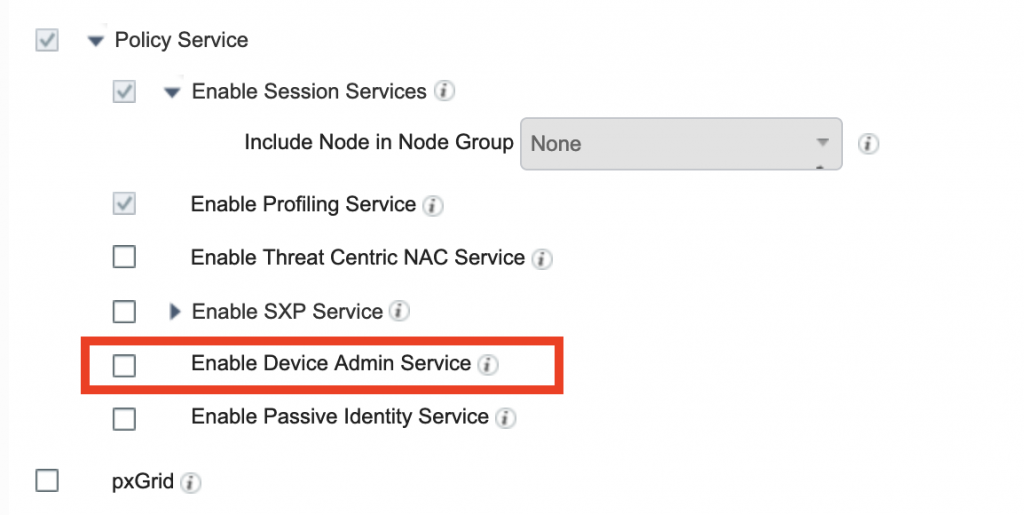 Policy Service
Enable Session Services
Include Node in Node Group None
Enable Profiling Service
Enable Threat Centric NAC Service
Enable SXP Service
Enable Device Admin Service
Enable Passive Identity Service
pxGrid